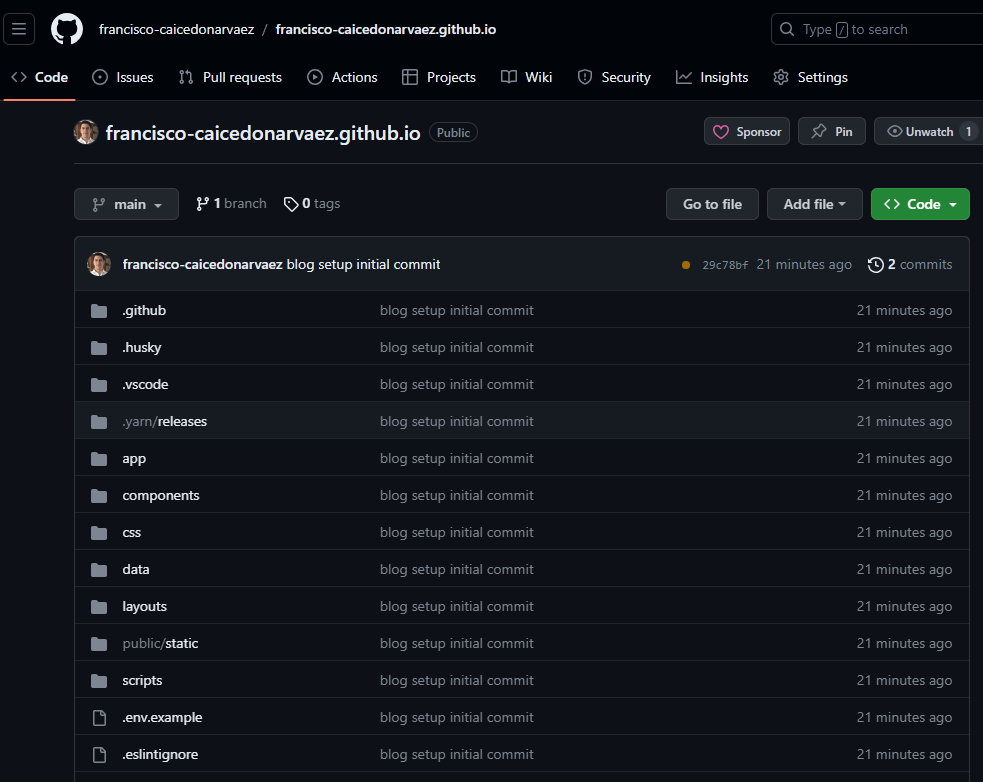 francisco-caicedonarvaez / francisco-caicedonarvaez.github.io
Type / to search
Code Issues Pull requests Actions Projects Wiki Security Insights Settings
francisco-caicedonarvaez.github.io Public
Sponsor Pin Unwatch 1
main 1 branch 0 tags Go to file Add file Code
francisco-caicedonarvaez blog setup initial commit 29c78bf 21 minutes ago 2 commits
.github blog setup initial commit 21 minutes ago
.husky blog setup initial commit 21 minutes ago
.vscode blog setup initial commit 21 minutes ago
.yarn/releases blog setup initial commit 21 minutes ago
app blog setup initial commit 21 minutes ago
components blog setup initial commit 21 minutes ago
css blog setup initial commit 21 minutes ago
data blog setup initial commit 21 minutes ago
layouts blog setup initial commit 21 minutes ago
public/static blog setup initial commit 21 minutes ago
scripts blog setup initial commit 21 minutes ago
.env.example blog setup initial commit 21 minutes ago
.eslintignore blog setup initial commit 21 minutes ago